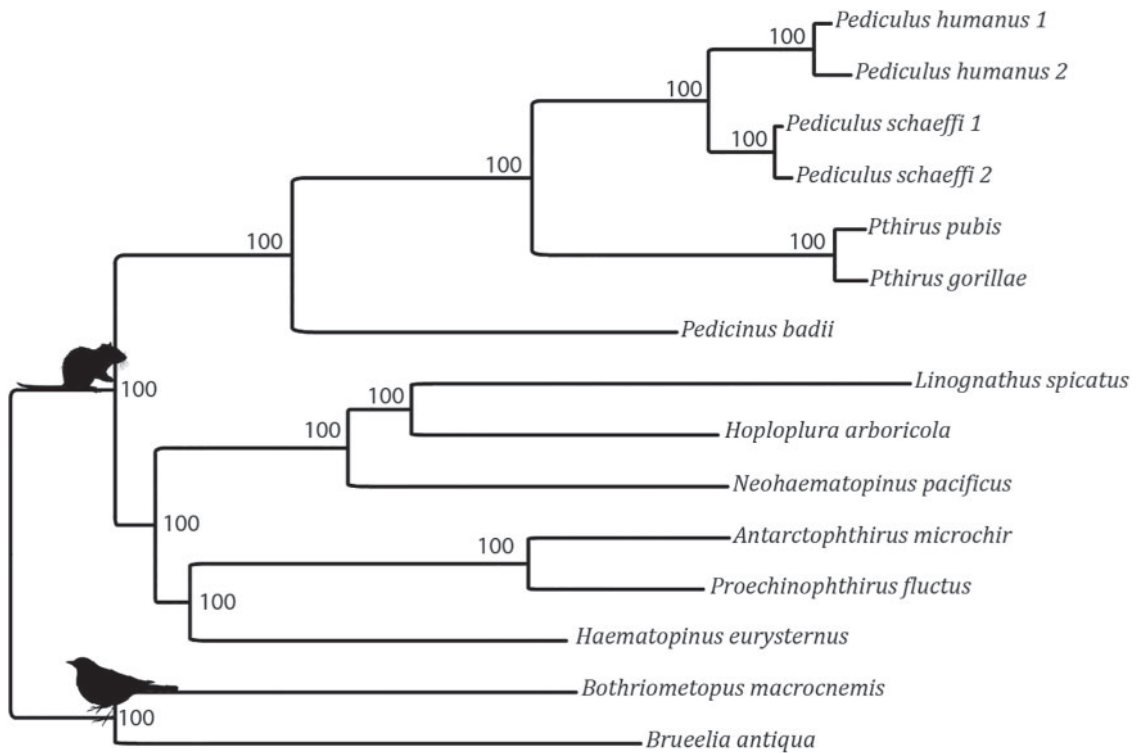 Pediculus humanus 1
100
Pediculus humanus 2
100
Pediculus schaeffi 1
100
100
Pediculus schaeffi 2
Pthirus pubis
100
100
Pthirus gorillae
Pedicinus badii
100
Linognathus spicatus
100
100
Hoploplura arboricola
Neohaematopinus pacificus
100
Antarctophthirus microchir
100
Proechinophthirus fluctus
100
Haematopinus eurysternus
Bothriometopus macrocnemis
100
Brueelia antiqua